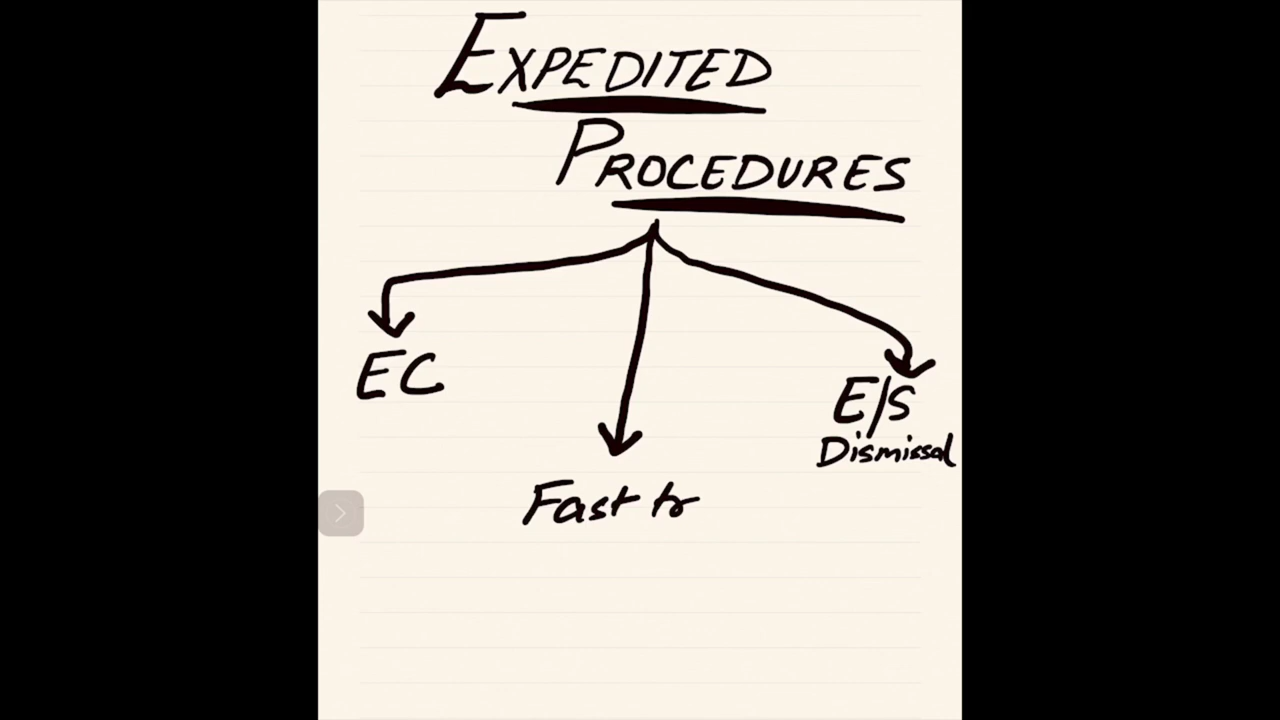 EXPEDITED
PROCEDURES
EC
E/S
Dismissal
Fast tr